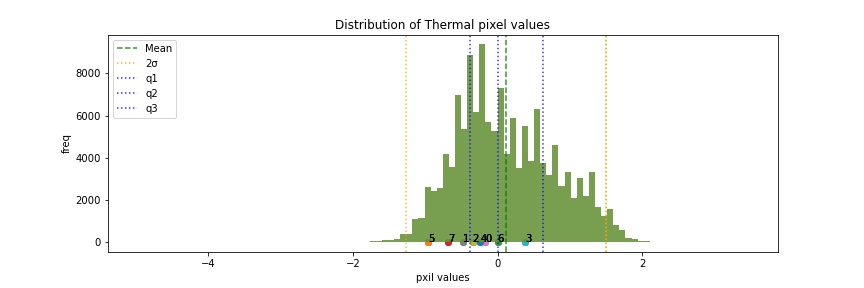 Distribution of Thermal pixel values
Mean
2σ
q1
q2
q3
freq
8000
6000
4000
2000
0
5 7 1 2 4 0 6 3
−4 −2 0 2
pxil values